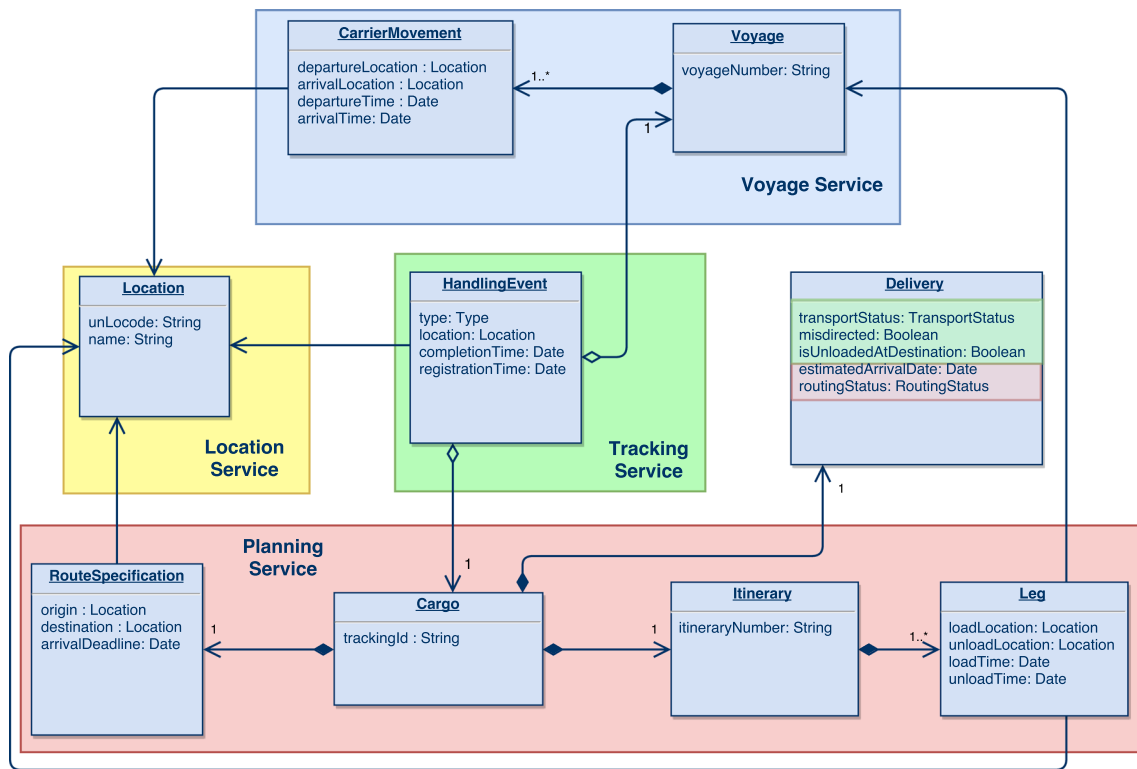 CarrierMovement
departureLocation : Location
arrivalLocation : Location
departureTime : Date
arrivalTime: Date
1..*
Voyage
voyageNumber: String
1
Voyage Service
Location
unLocode: String
name: String
Location
Service
HandlingEvent
type: Type
location: Location
completionTime: Date
registrationTime: Date
Tracking
Service
Delivery
transportStatus: TransportStatus
misdirected: Boolean
isUnloadedAtDestination: Boolean
estimatedArrivalDate: Date
routingStatus: RoutingStatus
1
Planning
Service
1
RouteSpecification
origin : Location
destination : Location
arrivalDeadline: Date
1
Cargo
trackingId : String
1
Itinerary
itineraryNumber: String
1..*
Leg
loadLocation: Location
unloadLocation: Location
loadTime: Date
unloadTime: Date